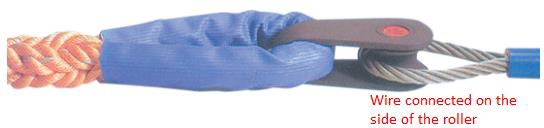 Wire connected on the
side of the roller